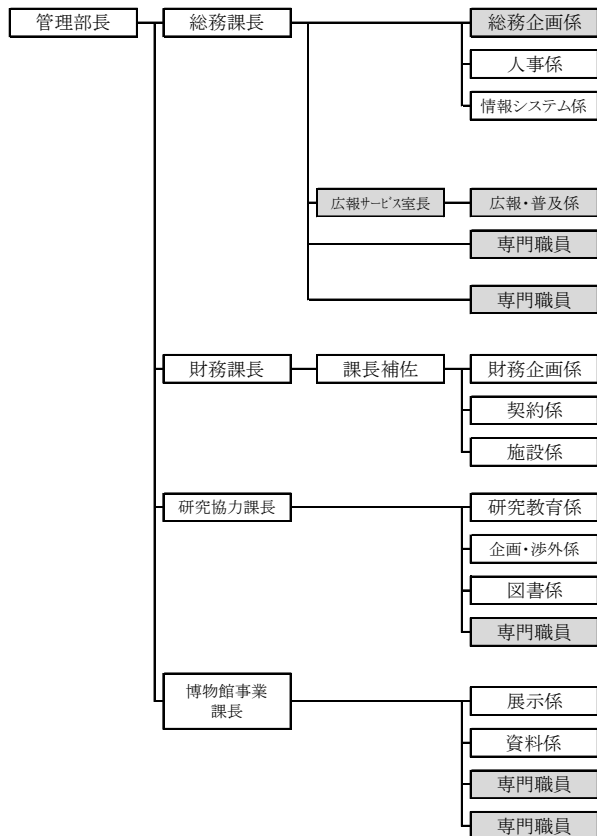 管理部長
総務課長
総務企画係
人事係
情報システム係
広報サービス室長
広報・普及係
専門職員
専門職員
財務課長
課長補佐
財務企画係
契約係
施設係
研究協力課長
研究教育係
企画・渉外係
図書係
専門職員
博物館事業
課長
展示係
資料係
専門職員
専門職員